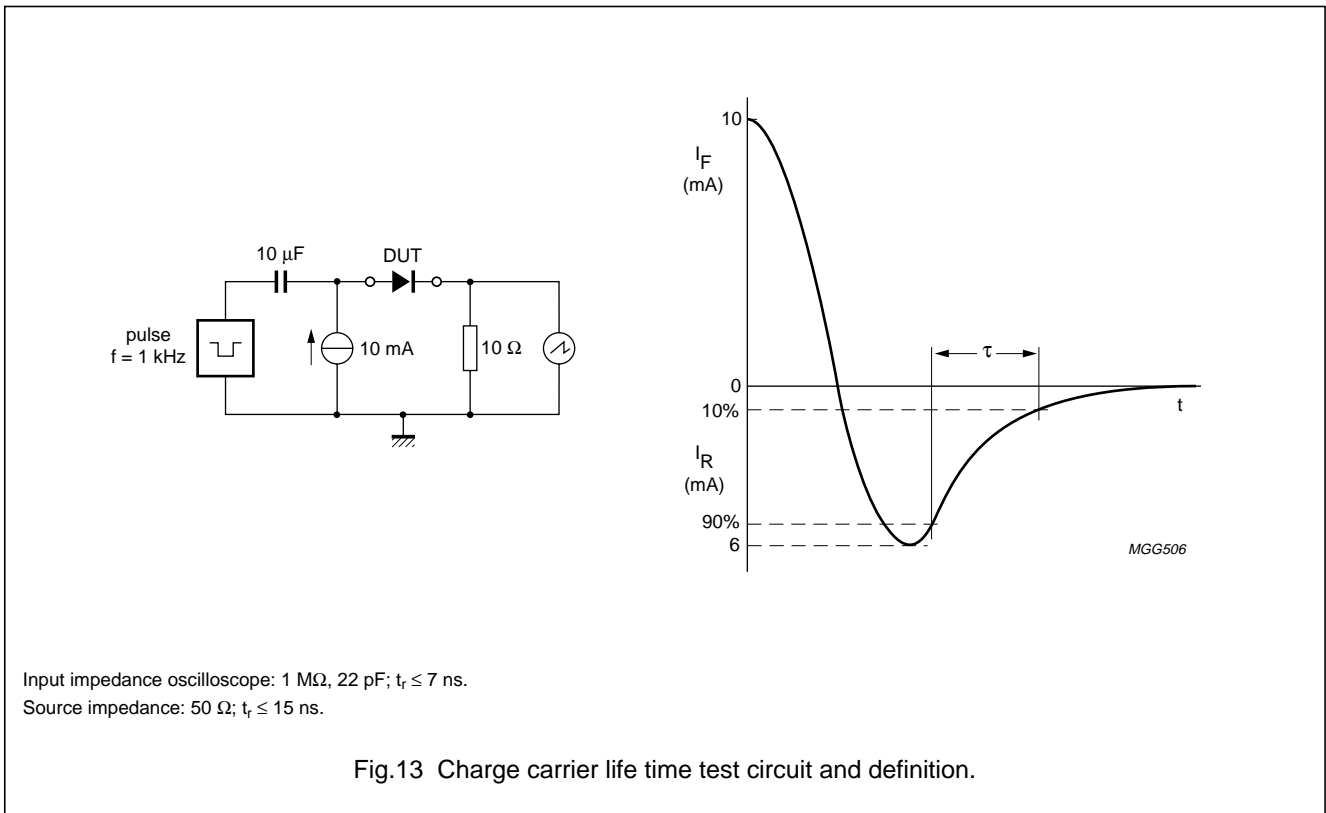 10 μF
DUT
pulse
f = 1 kHz
10 mA
10 Ω
10
I_F
(mA)
τ
0
10%
t
I_R
(mA)
90%
6
MGG506
Input impedance oscilloscope: 1 MΩ, 22 pF; t_r ≤ 7 ns.
Source impedance: 50 Ω; t_r ≤ 15 ns.
Fig.13 Charge carrier life time test circuit and definition.